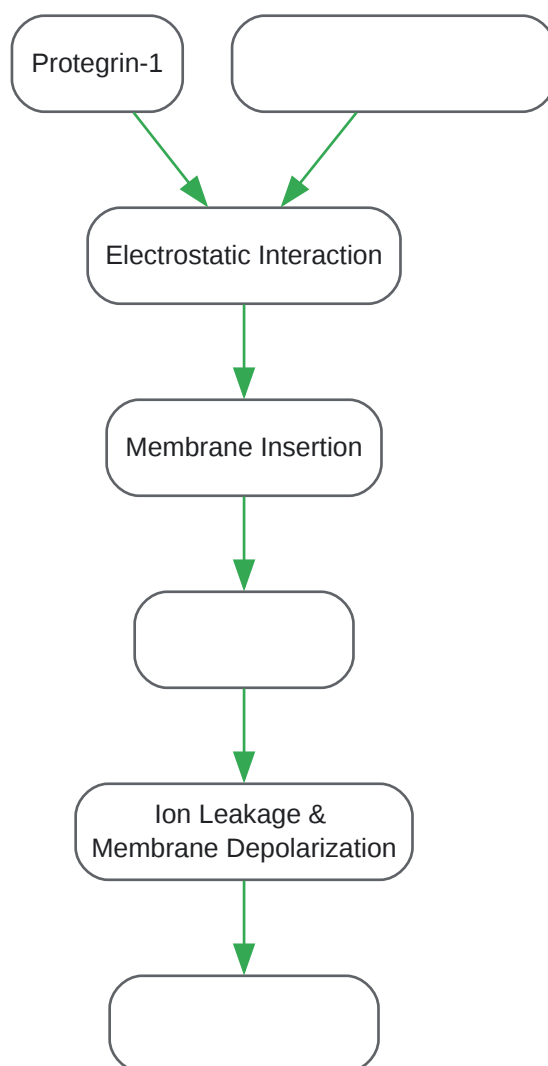 Protegrin-1
Electrostatic Interaction
Membrane Insertion
Ion Leakage &
Membrane Depolarization